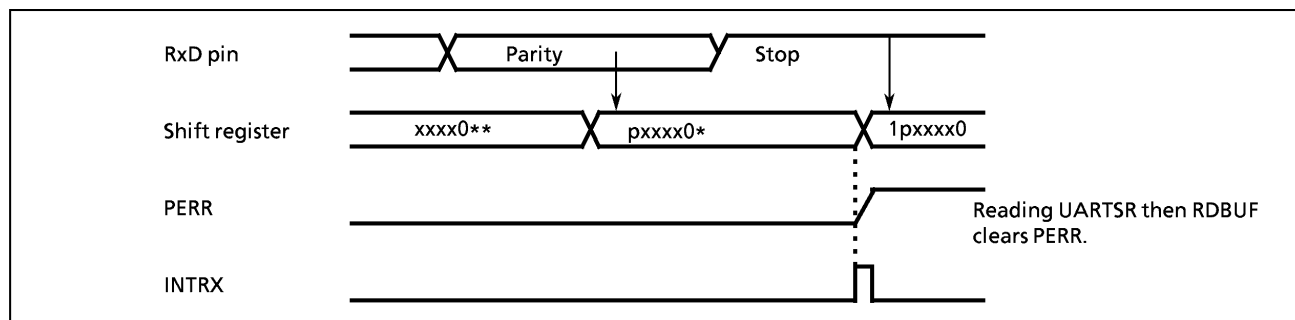 RxD pin
Parity
Stop
Shift register
xxxx0**
pxxxx0*
1pxxxx0
PERR
Reading UARTSR then RDBUF
clears PERR.
INTRX